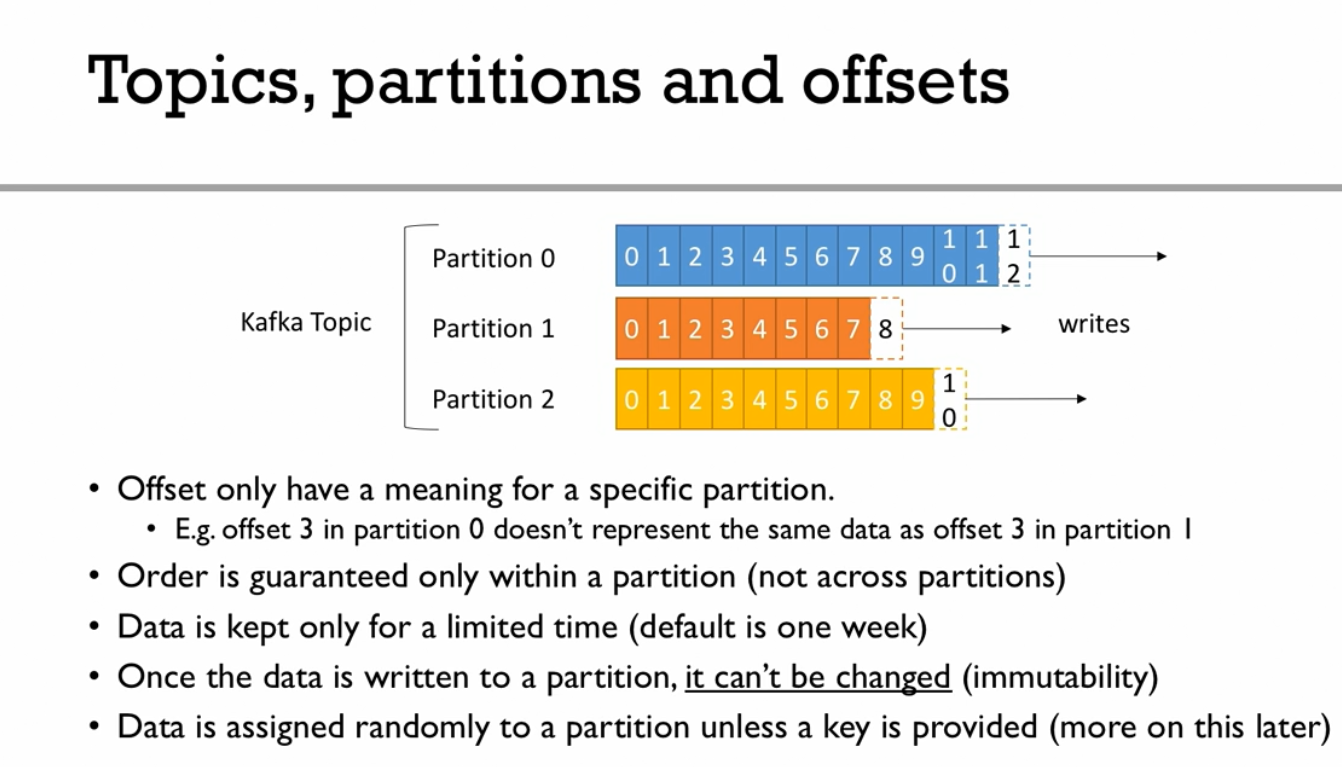 Topics, partitions and offsets
Kafka Topic
Partition 0
0 1 2 3 4 5 6 7 8 9 10 11 12
Partition 1
0 1 2 3 4 5 6 7 8
writes
Partition 2
0 1 2 3 4 5 6 7 8 9 10
• Offset only have a meaning for a specific partition.
• E.g. offset 3 in partition 0 doesn't represent the same data as offset 3 in partition 1
• Order is guaranteed only within a partition (not across partitions)
• Data is kept only for a limited time (default is one week)
• Once the data is written to a partition, it can't be changed (immutability)
• Data is assigned randomly to a partition unless a key is provided (more on this later)